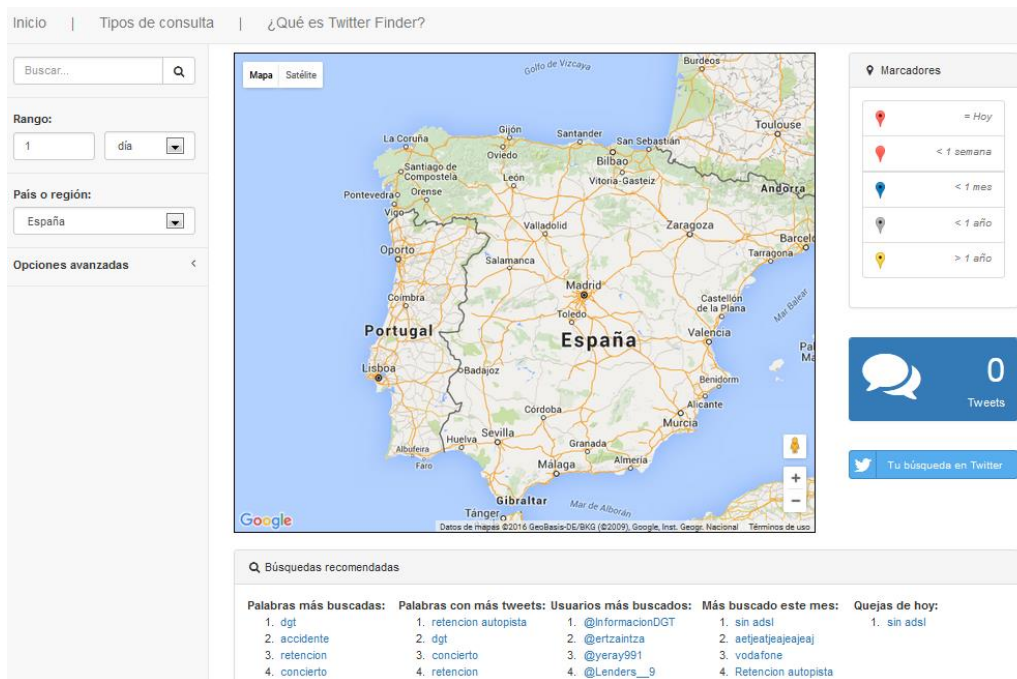 Inicio | Tipos de consulta | ¿Qué es Twitter Finder?
Buscar...
Rango:
1 día
País o región:
España
Opciones avanzadas <
Mapa Satélite
Golfo de Vizcaya
Burdeos
Toulouse
La Coruña
Gijón
Santander
San Sebastián
Oviedo
Bilbao
Santiago de
Compostela
León
Vitoria-Gasteiz
Andorra
Pontevedra
Orense
Vigo
Valladolid
Zaragoza
Barcel
Oporto
Salamanca
Tarragona
Madrid
Coimbra
Castellón
de la Plana
Mar Balear
Toledo
Portugal
España
Valencia
Pal
Ma
Lisboa
Badajoz
Benidorm
Córdoba
Alicante
Murcia
Sevilla
Huelva
Granada
Albufeira
Faro
Málaga
Almería
Gibraltar
Mar de Alborán
Tánger
Google
Datos de mapas ©2016 GeoBasis-DE/BKG (©2009), Google, Inst. Geogr. Nacional Términos de uso
Marcadores
= Hoy
< 1 semana
< 1 mes
< 1 año
> 1 año
0
Tweets
Tu búsqueda en Twitter
Búsquedas recomendadas
Palabras más buscadas:
1. dgt
2. accidente
3. retencion
4. concierto
Palabras con más tweets:
1. retencion autopista
2. dgt
3. concierto
4. retencion
Usuarios más buscados:
1. @InformacionDGT
2. @ertzaintza
3. @yeray991
4. @Lenders__9
Más buscado este mes:
1. sin adsl
2. aetjeatjeajeajeaj
3. vodafone
4. Retencion autopista
Quejas de hoy:
1. sin adsl